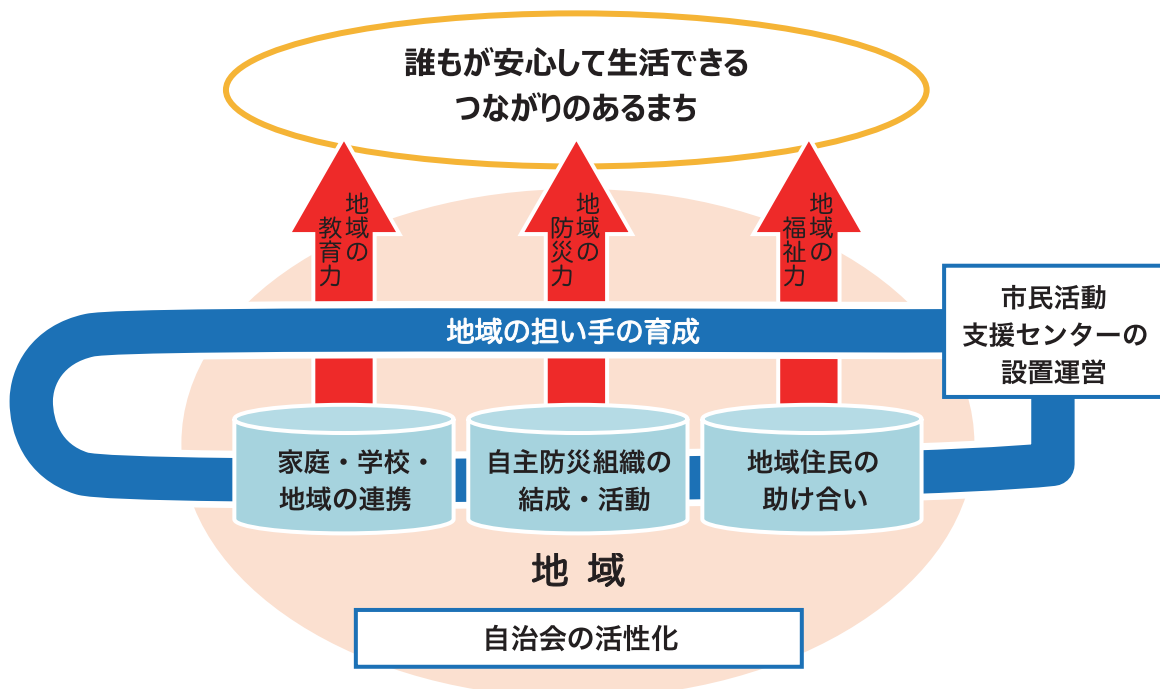 誰もが安心して生活できる
つながりのあるまち
地域の
教育力
地域の
防災力
地域の
福祉力
市民活動
支援センターの
設置運営
地域の担い手の育成
家庭・学校・
地域の連携
自主防災組織の
結成・活動
地域住民の
助け合い
地 域
自治会の活性化